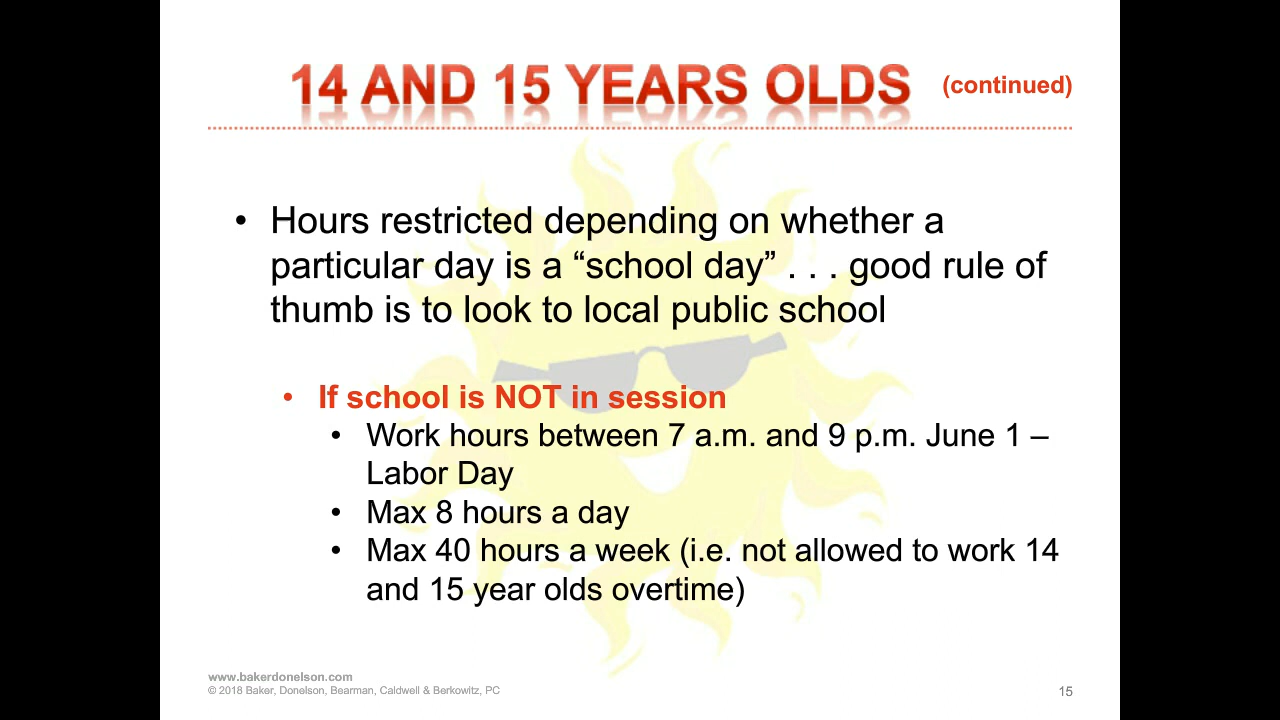 14 AND 15 YEARS OLDS (continued)
• Hours restricted depending on whether a
particular day is a “school day” . . . good rule of
thumb is to look to local public school
• If school is NOT in session
• Work hours between 7 a.m. and 9 p.m. June 1 –
Labor Day
• Max 8 hours a day
• Max 40 hours a week (i.e. not allowed to work 14
and 15 year olds overtime)
www.bakerdonelson.com
© 2018 Baker, Donelson, Bearman, Caldwell & Berkowitz, PC
15